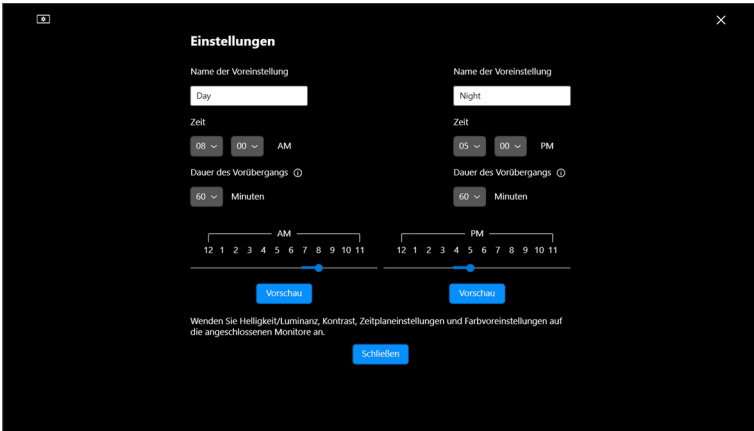 Einstellungen
Name der Voreinstellung
Name der Voreinstellung
Day
Night
Zeit
Zeit
08 00 AM
05 00 PM
Dauer des Vorübergangs
Dauer des Vorübergangs
60 Minuten
60 Minuten
AM
PM
12 1 2 3 4 5 6 7 8 9 10 11
12 1 2 3 4 5 6 7 8 9 10 11
Vorschau
Vorschau
Wenden Sie Helligkeit/Luminanz, Kontrast, Zeitplaneinstellungen und Farbvoreinstellungen auf
die angeschlossenen Monitore an.
Schließen